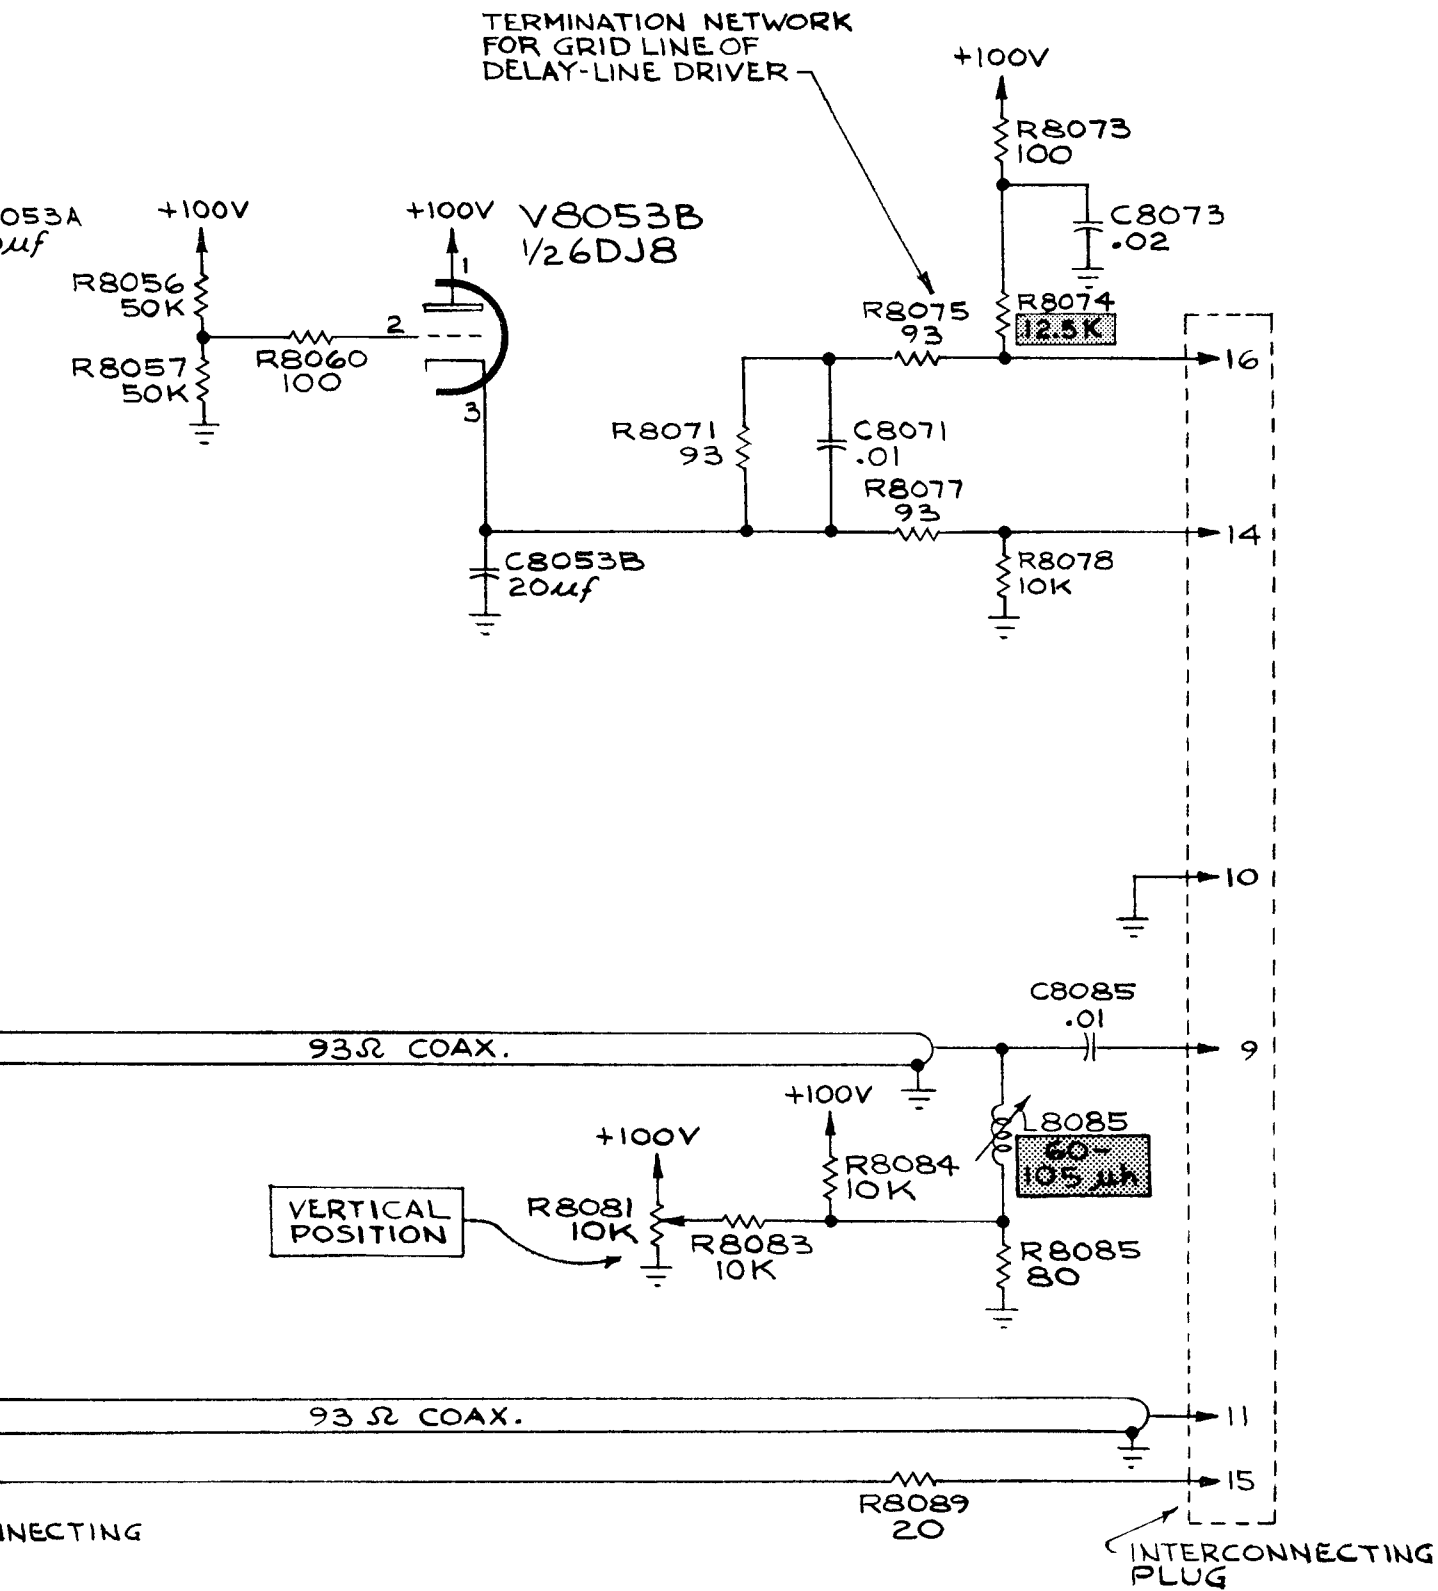 TERMINATION NETWORK
FOR GRID LINE OF
DELAY-LINE DRIVER
+100V
R8073
100
C8073
.02
053A
µf
+100V
R8056
50K
R8057
50K
R8060
100
+100V
V8053B
1/2 6DJ8
1
2
3
R8075
93
R8074
12.5K
16
R8071
93
C8071
.01
R8077
93
14
C8053B
20µf
R8078
10K
10
C8085
.01
93Ω COAX.
9
+100V
L8085
60-
105 µh
+100V
R8084
10K
VERTICAL
POSITION
R8081
10K
R8083
10K
R8085
80
93 Ω COAX.
11
15
R8089
20
NNECTING
INTERCONNECTING
PLUG